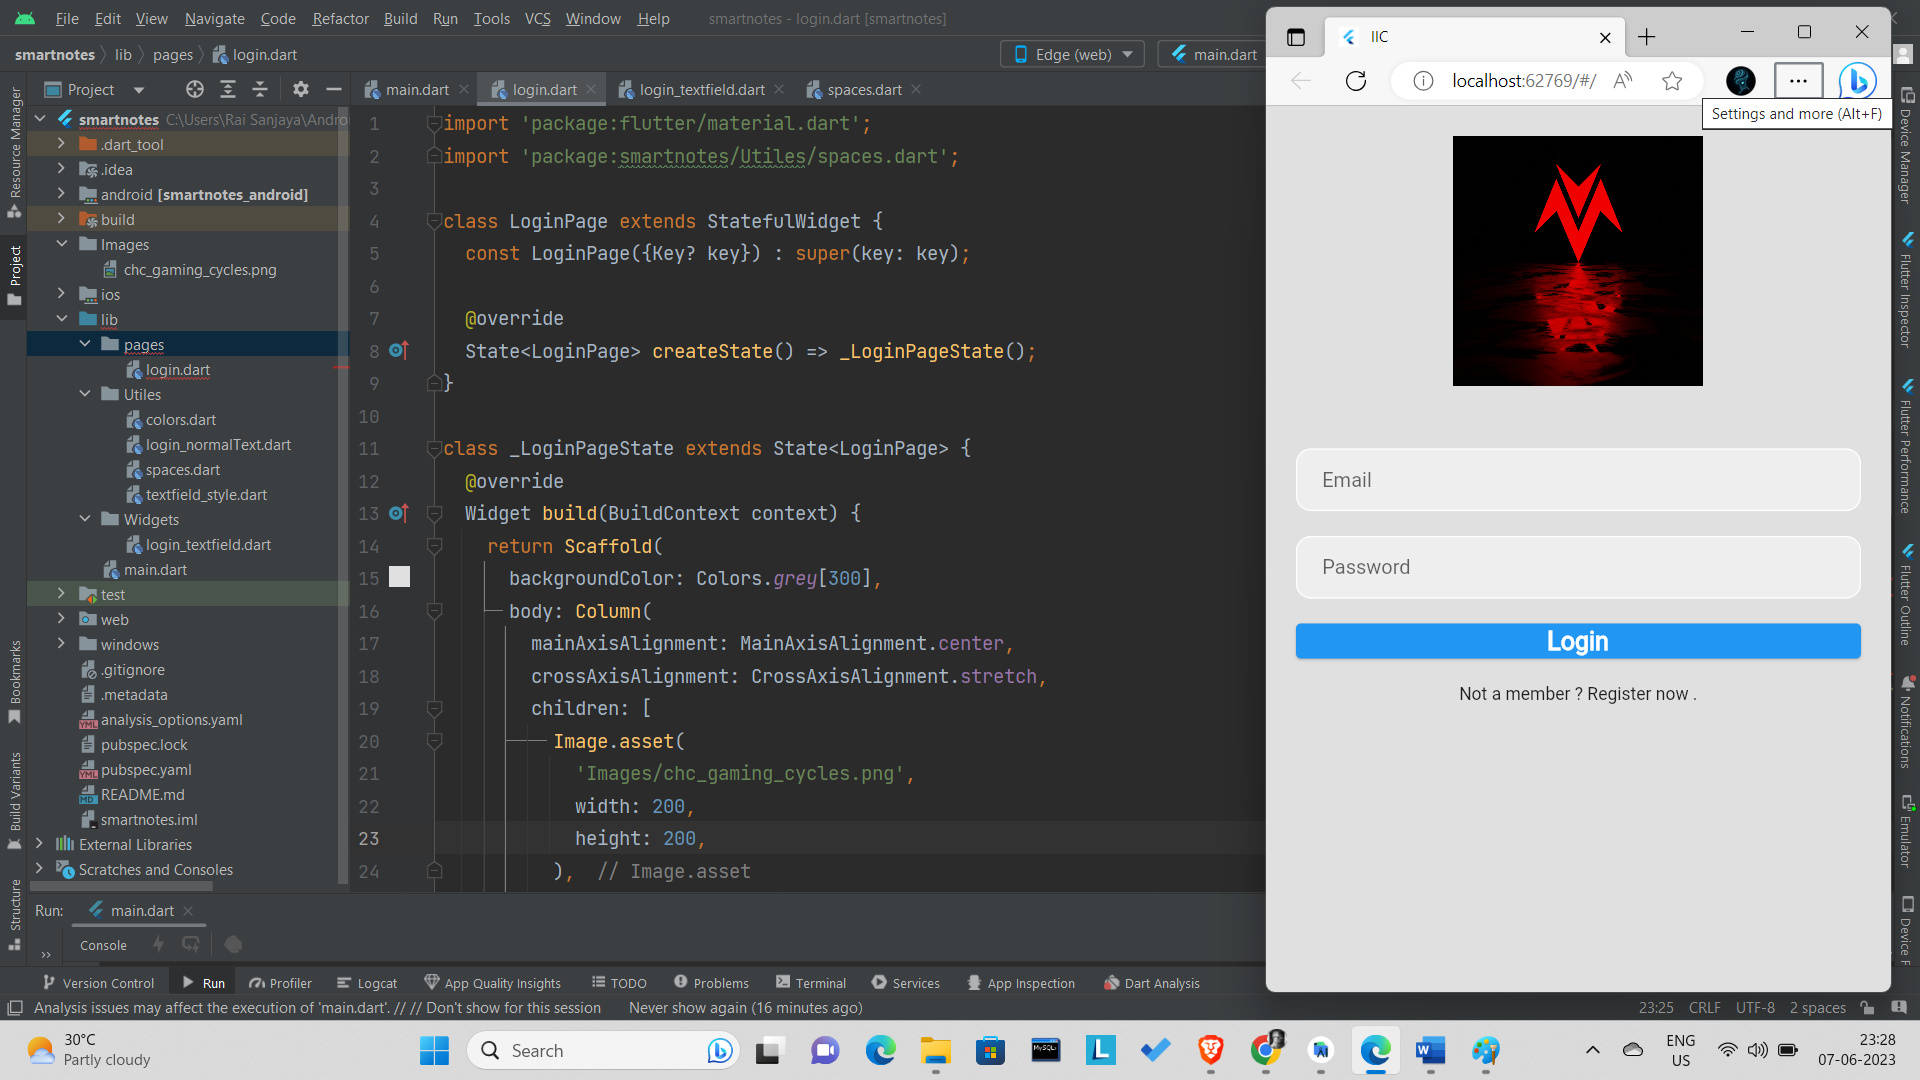 File Edit View Navigate Code Refactor Build Run Tools VCS Window Help smartnotes - login.dart [smartnotes]
smartnotes lib pages login.dart
Edge (web) main.dart
Project
main.dart login.dart login_textfield.dart spaces.dart
smartnotes C:\Users\Rai Sanjaya\Andro
.dart_tool
.idea
android [smartnotes_android]
build
Images
chc_gaming_cycles.png
ios
lib
pages
login.dart
Utiles
colors.dart
login_normalText.dart
spaces.dart
textfield_style.dart
Widgets
login_textfield.dart
main.dart
test
web
windows
.gitignore
.metadata
analysis_options.yaml
pubspec.lock
pubspec.yaml
README.md
smartnotes.iml
External Libraries
Scratches and Consoles
Resource Manager
Project
Bookmarks
Build Variants
Structure
1 import 'package:flutter/material.dart';
2 import 'package:smartnotes/Utiles/spaces.dart';
3
4 class LoginPage extends StatefulWidget {
5 const LoginPage({Key? key}) : super(key: key);
6
7 @override
8 State<LoginPage> createState() => _LoginPageState();
9 }
10
11 class _LoginPageState extends State<LoginPage> {
12 @override
13 Widget build(BuildContext context) {
14 return Scaffold(
15 backgroundColor: Colors.grey[300],
16 body: Column(
17 mainAxisAlignment: MainAxisAlignment.center,
18 crossAxisAlignment: CrossAxisAlignment.stretch,
19 children: [
20 Image.asset(
21 'Images/chc_gaming_cycles.png',
22 width: 200,
23 height: 200,
24 ), // Image.asset
IIC
localhost:62769/#/
Settings and more (Alt+F)
Email
Password
Login
Not a member ? Register now .
Device Manager
Flutter Inspector
Flutter Performance
Flutter Outline
Notifications
Emulator
Device F
Run: main.dart
Console
Version Control Run Profiler Logcat App Quality Insights TODO Problems Terminal Services App Inspection Dart Analysis
Analysis issues may affect the execution of 'main.dart'. // // Don't show for this session Never show again (16 minutes ago)
23:25 CRLF UTF-8 2 spaces
30°C
Partly cloudy
Search
MySQL
ENG
US
23:28
07-06-2023